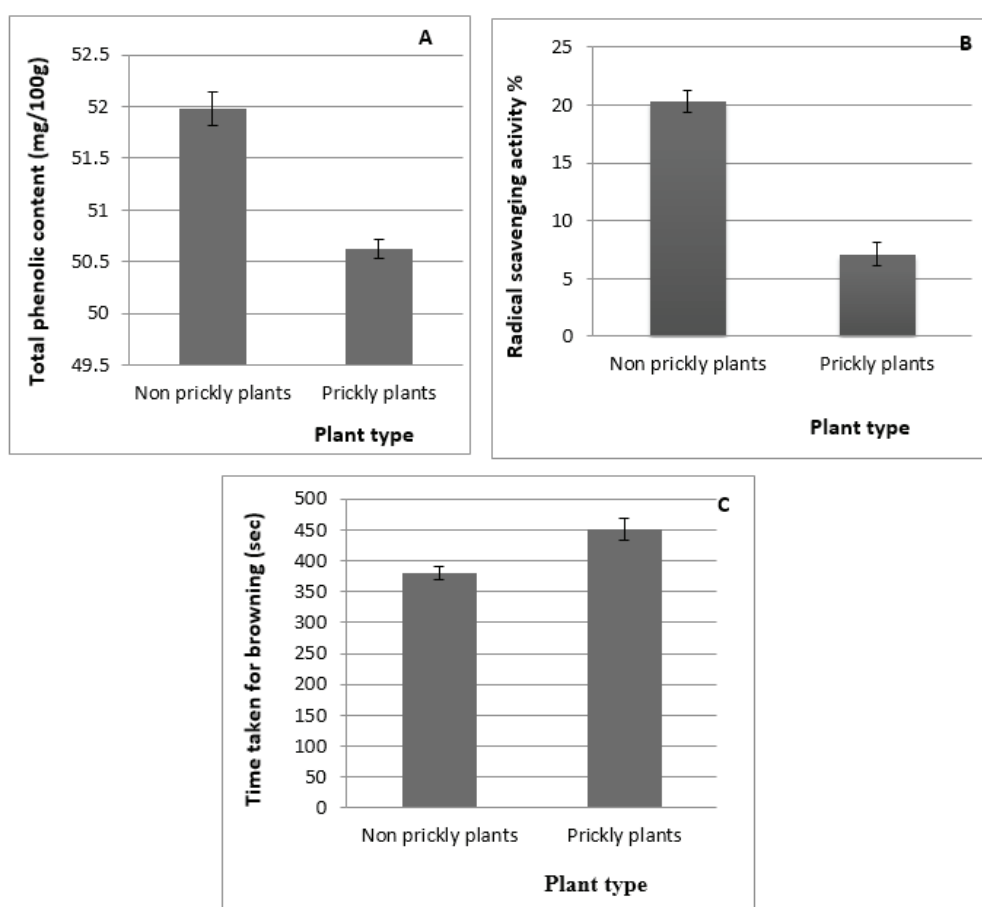 A
Total phenolic content (mg/100g)
52.5
52
51.5
51
50.5
50
49.5
Non prickly plants Prickly plants
Plant type
B
Radical scavenging activity %
25
20
15
10
5
0
Non prickly plants Prickly plants
Plant type
C
Time taken for browning (sec)
500
450
400
350
300
250
200
150
100
50
0
Non prickly plants Prickly plants
Plant type